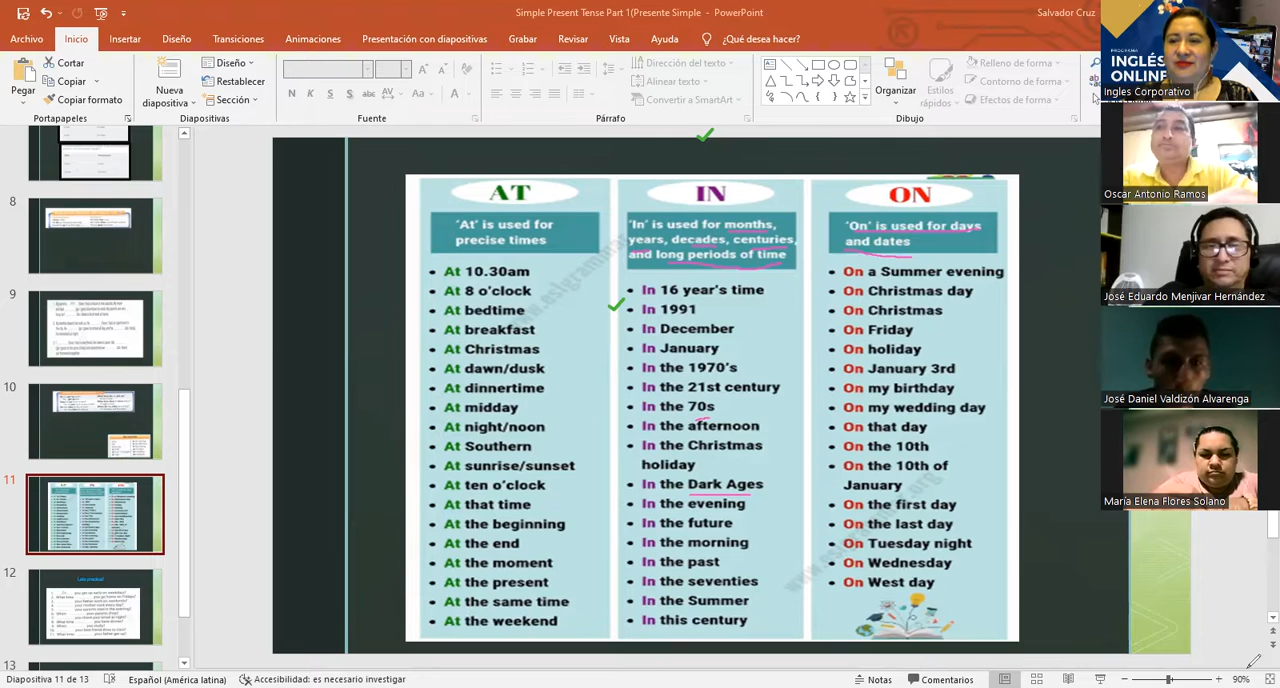 Simple Present Tense Part 1(Presente Simple - PowerPoint
Salvador Cruz
Archivo Inicio Insertar Diseño Transiciones Animaciones Presentación con diapositivas Grabar Revisar Vista Ayuda ¿Qué desea hacer?
Pegar
Cortar
Copiar
Copiar formato
Portapapeles
Nueva diapositiva
Diseño
Restablecer
Sección
Diapositivas
N K S S abc AV Aa A
Fuente
Dirección del texto
Alinear texto
Convertir a SmartArt
Párrafo
Organizar
Estilos rápidos
Relleno de forma
Contorno de forma
Efectos de forma
Dibujo
8
9
10
11
12
Lets practice!
13
AT
'At' is used for
precise times
At 10.30am
At 8 o'clock
At bedtime
At breakfast
At Christmas
At dawn/dusk
At dinnertime
At midday
At night/noon
At Southern
At sunrise/sunset
At ten o'clock
At that time
At the beginning
At the end
At the moment
At the present
At the same time
At the weekend
IN
'In' is used for months,
years, decades, centuries,
and long periods of time
In 16 year's time
In 1991
In December
In January
In the 1970's
In the 21st century
In the 70s
In the afternoon
In the Christmas
holiday
In the Dark Ages
In the evening
In the future
In the morning
In the past
In the seventies
In the Summer
In this century
ON
'On' is used for days
and dates
On a Summer evening
On Christmas day
On Christmas
On Friday
On holiday
On January 3rd
On my birthday
On my wedding day
On that day
On the 10th
On the 10th of
January
On the first day
On the last day
On Tuesday night
On Wednesday
On West day
PROGRAMA
INGLÉS
ONLINE
Ingles Corporativo
Oscar Antonio Ramos
José Eduardo Menjivar Hernández
José Daniel Valdizón Alvarenga
María Elena Flores Solano
Diapositiva 11 de 13 Español (América latina) Accesibilidad: es necesario investigar Notas Comentarios 90%